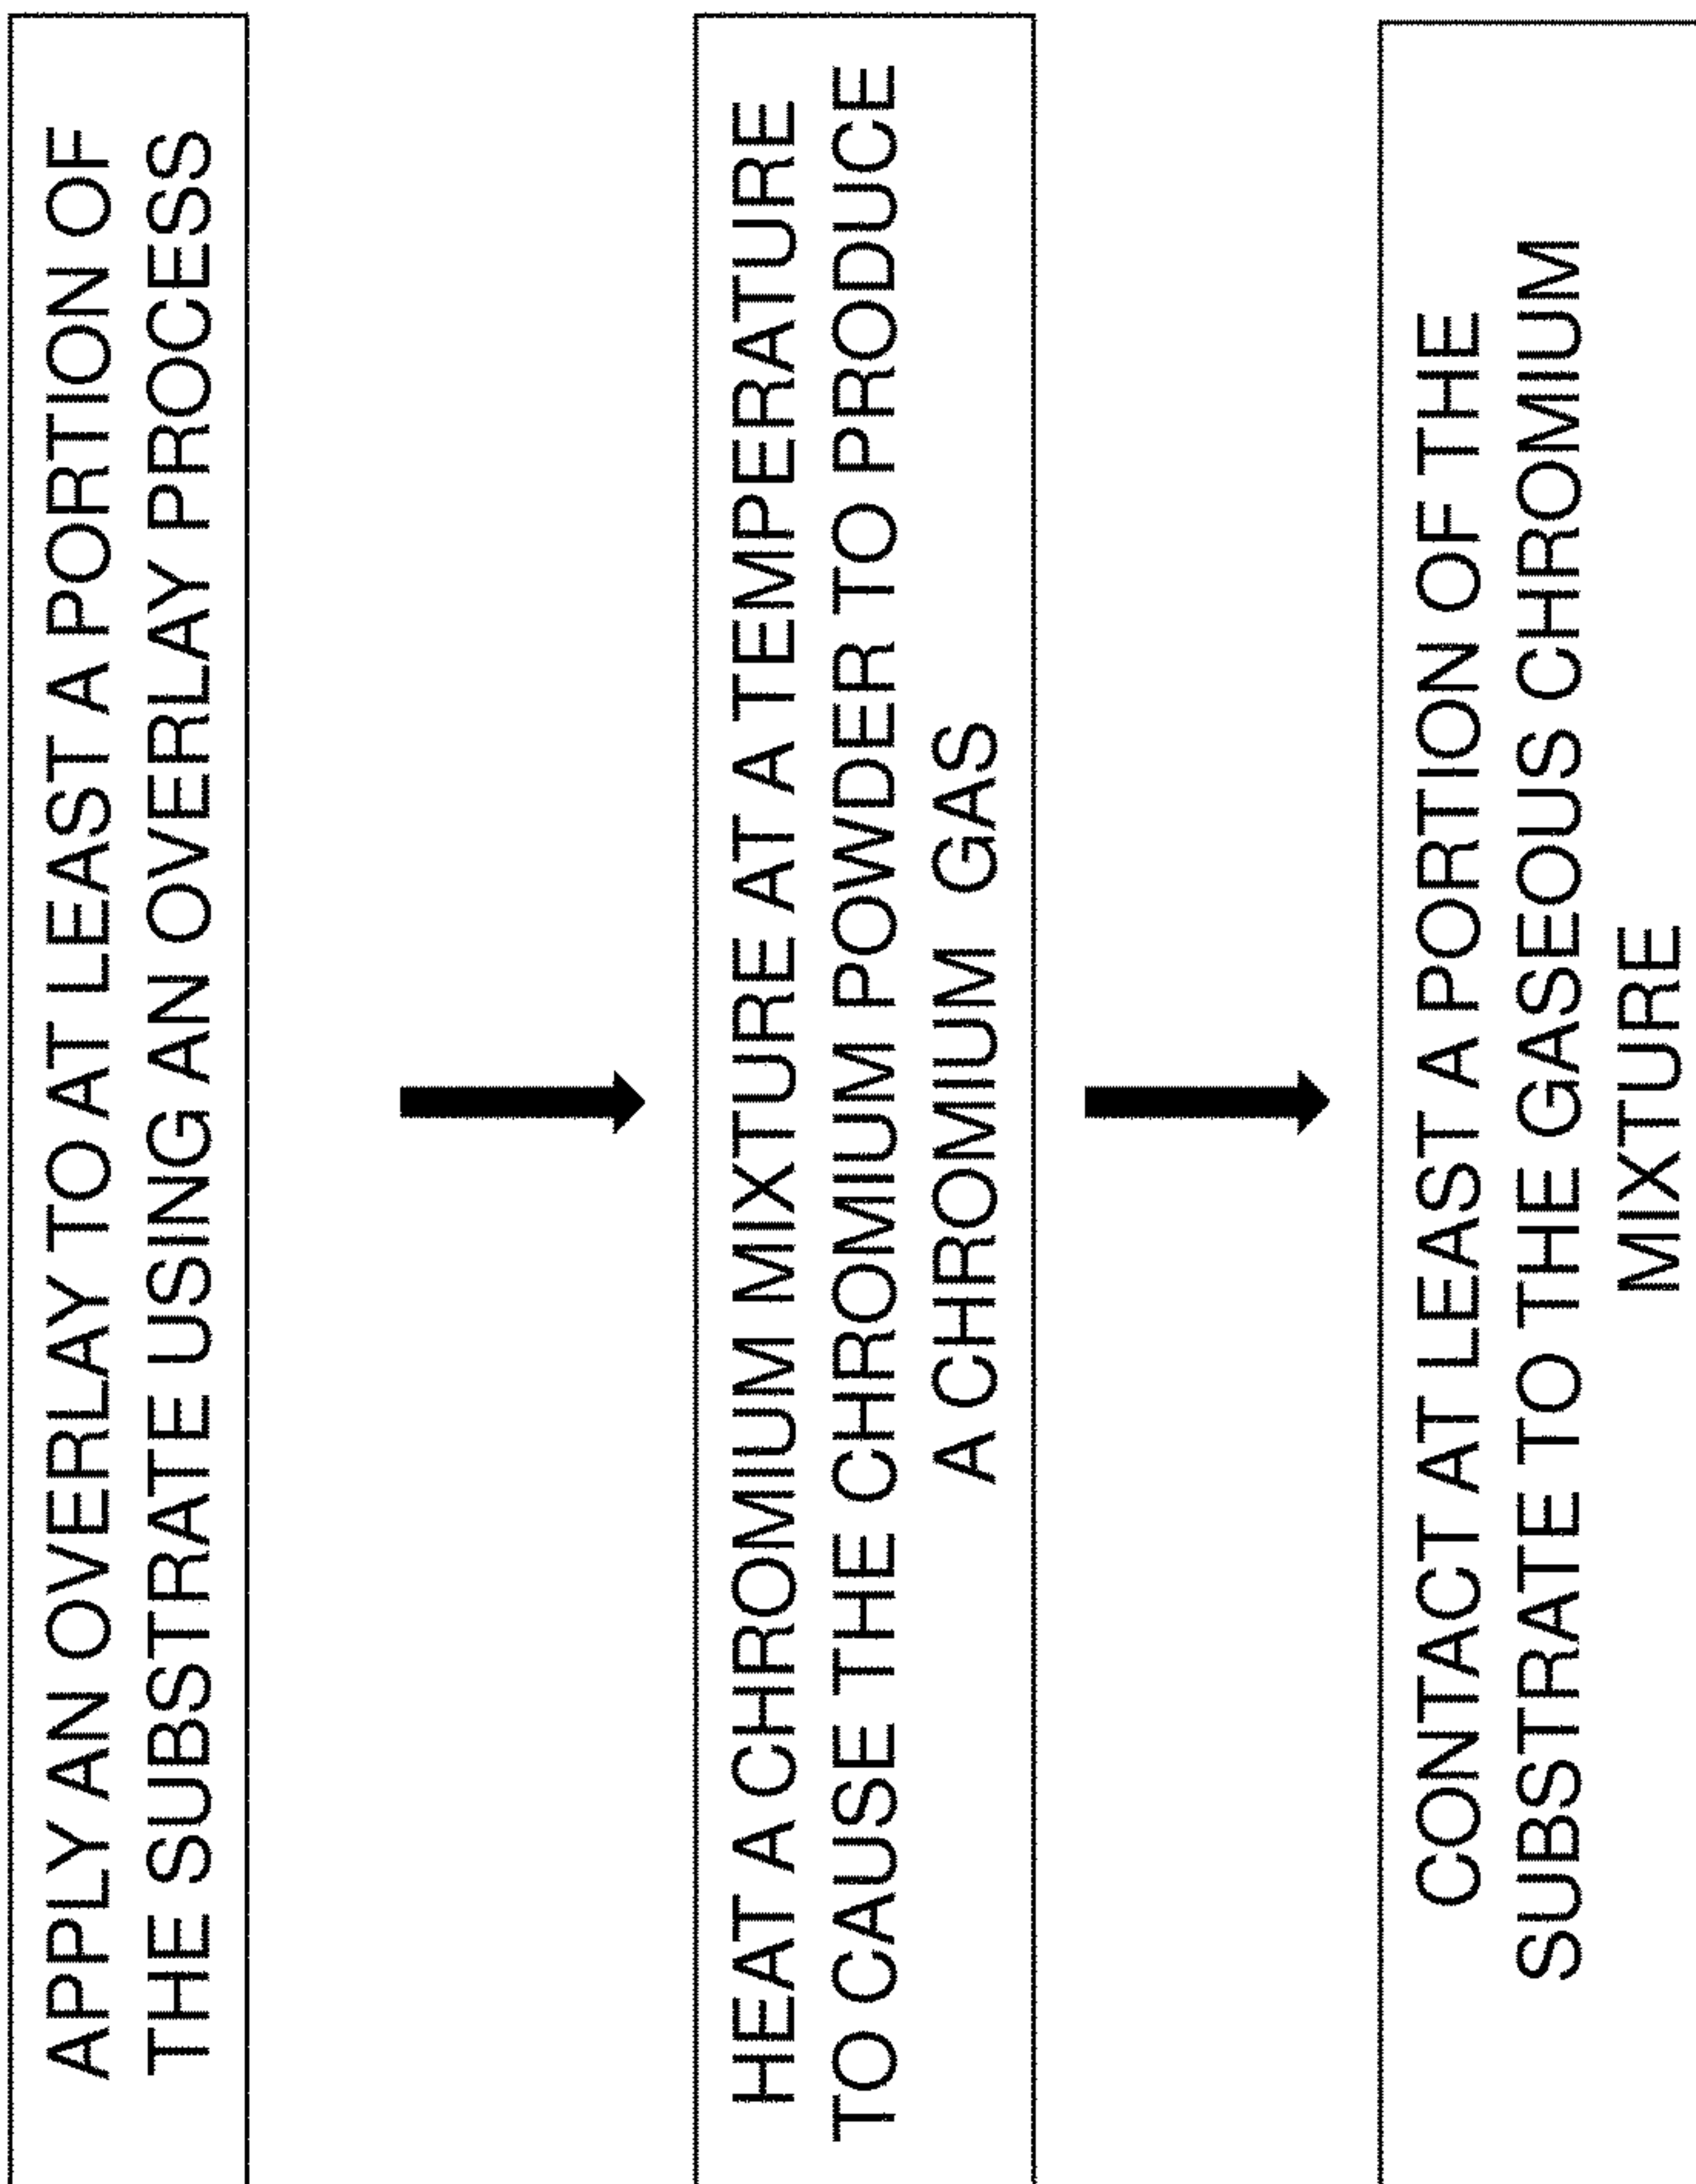 APPLY AN OVERLAY TO AT LEAST A PORTION OF
THE SUBSTRATE USING AN OVERLAY PROCESS
HEAT A CHROMIUM MIXTURE AT A TEMPERATURE
TO CAUSE THE CHROMIUM POWDER TO PRODUCE
A CHROMIUM GAS
CONTACT AT LEAST A PORTION OF THE
SUBSTRATE TO THE GASEOUS CHROMIUM
MIXTURE